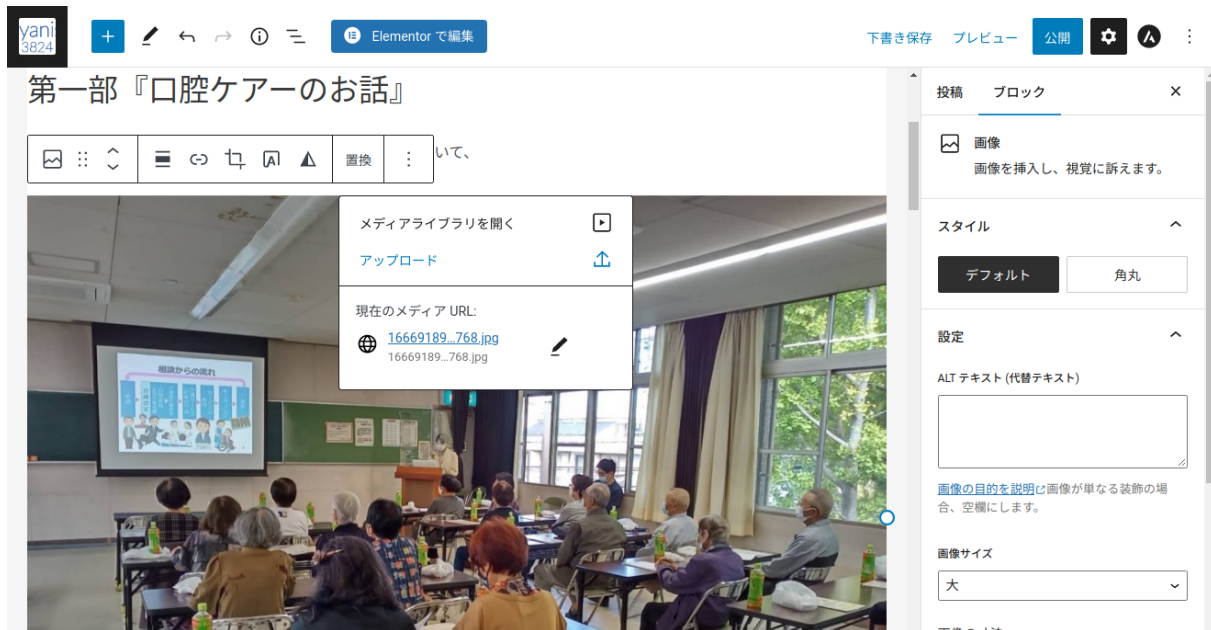 yani
3824
Elementor で編集
下書き保存
プレビュー
公開
第一部『口腔ケアーのお話』
置換
いて、
メディアライブラリを開く
アップロード
現在のメディア URL:
16669189…768.jpg
16669189…768.jpg
相談からの流れ
投稿
ブロック
画像
画像を挿入し、視覚に訴えます。
スタイル
デフォルト
角丸
設定
ALT テキスト (代替テキスト)
画像の目的を説明 画像が単なる装飾の場
合、空欄にします。
画像サイズ
大